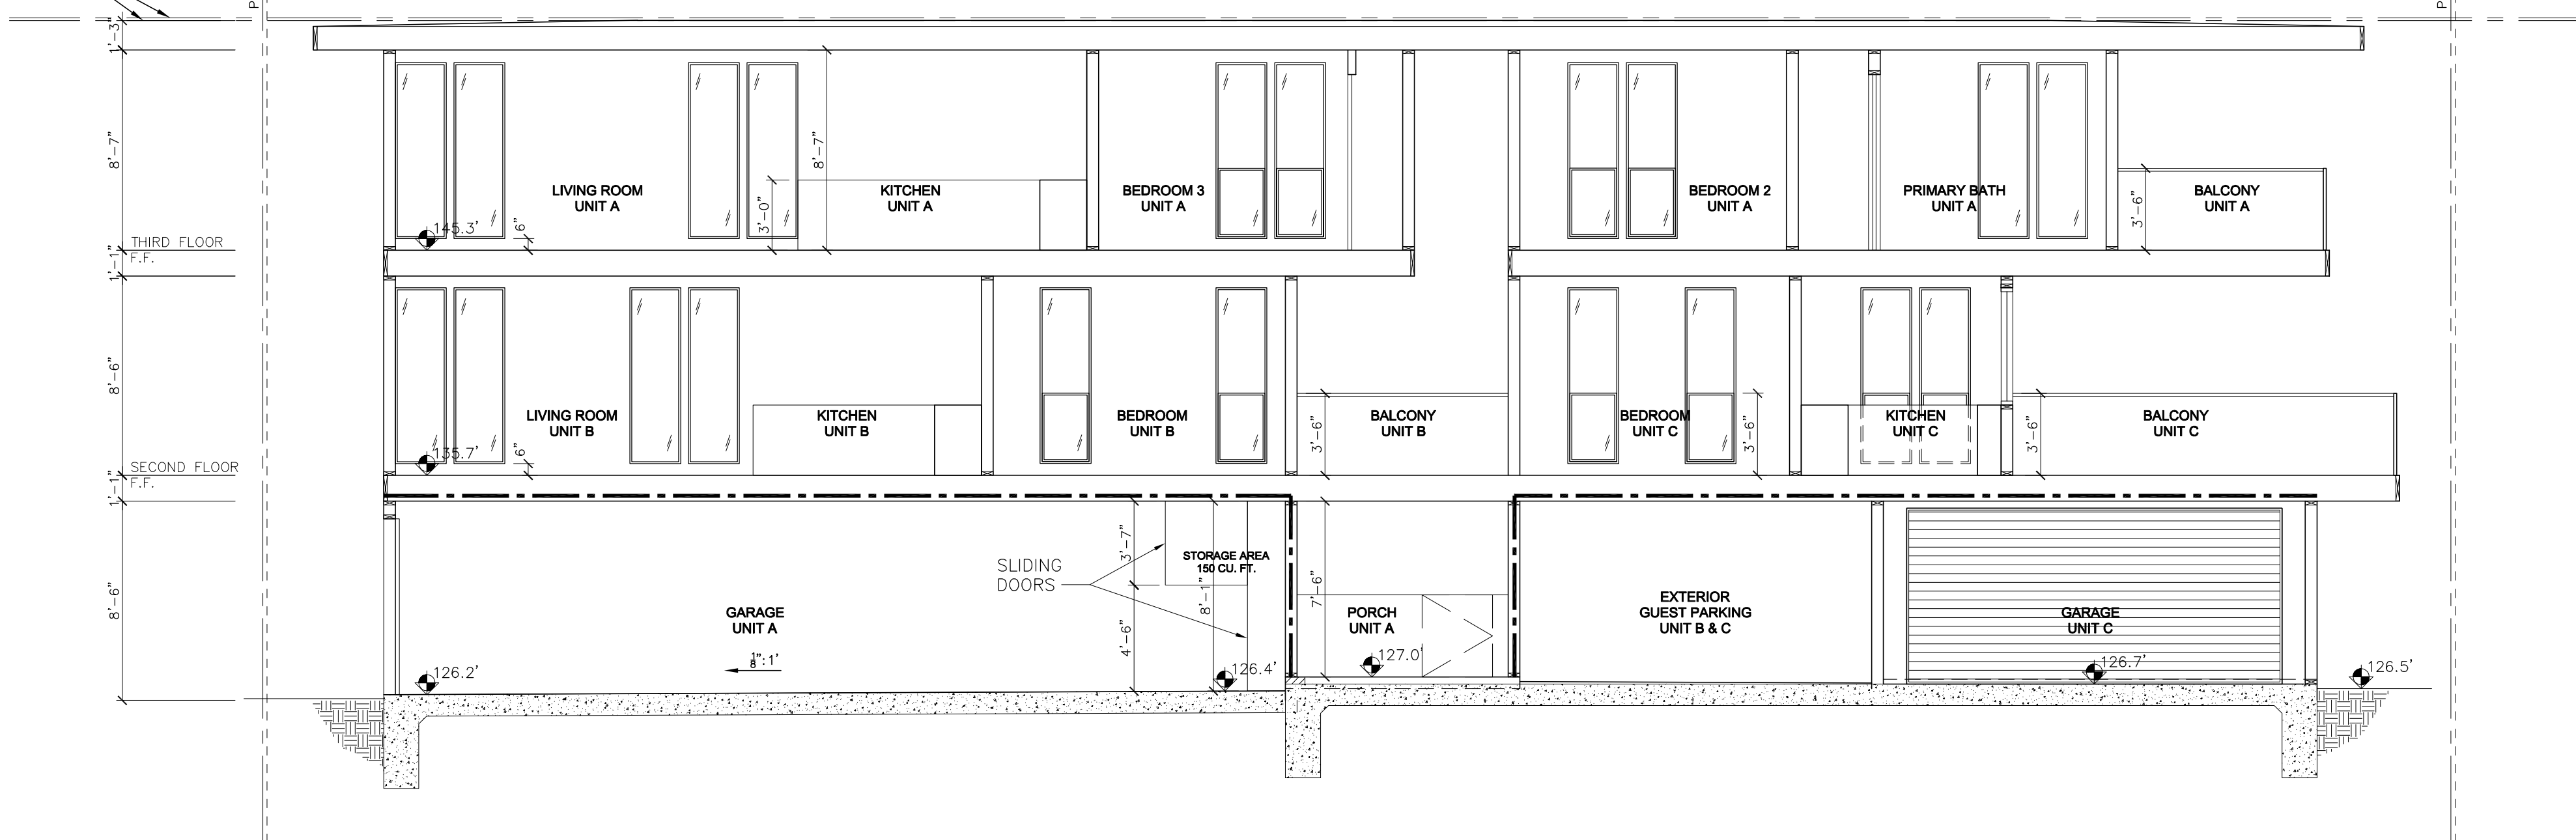 P
P
1'-3"
8'-7"
8'-7"
LIVING ROOM
UNIT A
KITCHEN
UNIT A
BEDROOM 3
UNIT A
BEDROOM 2
UNIT A
PRIMARY BATH
UNIT A
BALCONY
UNIT A
3'-0"
3'-6"
145.3'
6"
THIRD FLOOR
F.F.
1'-1"
8'-6"
LIVING ROOM
UNIT B
KITCHEN
UNIT B
BEDROOM
UNIT B
BALCONY
UNIT B
BEDROOM
UNIT C
KITCHEN
UNIT C
BALCONY
UNIT C
3'-6"
3'-6"
3'-6"
135.7'
6"
SECOND FLOOR
F.F.
1'-1"
8'-6"
3'-7"
STORAGE AREA
150 CU. FT.
SLIDING
DOORS
8'-1"
7'-6"
4'-6"
GARAGE
UNIT A
PORCH
UNIT A
EXTERIOR
GUEST PARKING
UNIT B & C
GARAGE
UNIT C
1/8":1'
126.2'
126.4'
127.0'
126.7'
126.5'